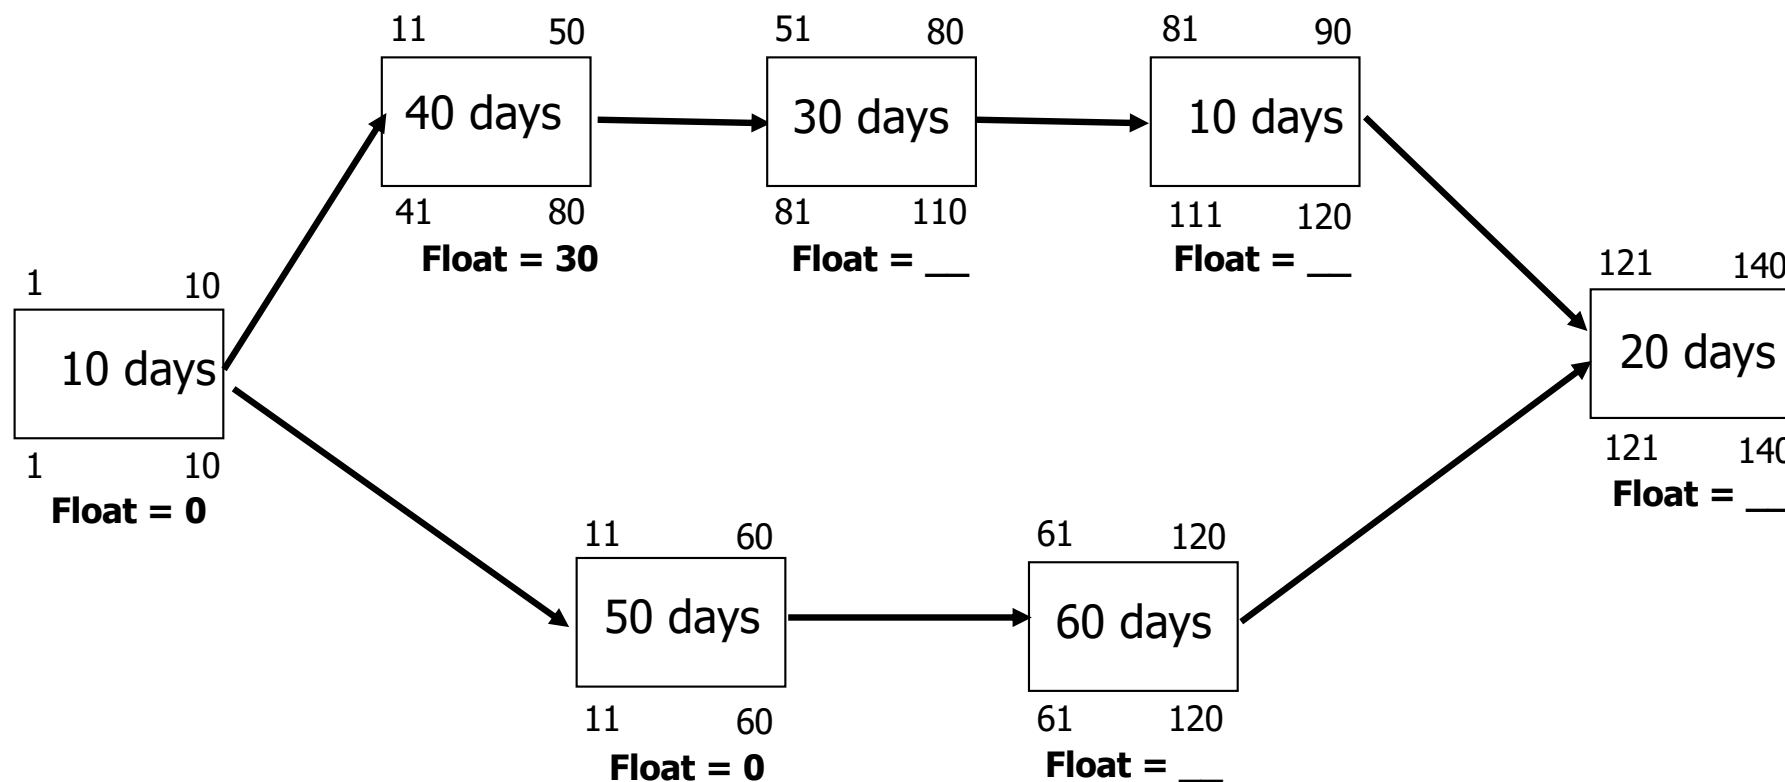 11 50
40 days
41 80
Float = 30
51 80
30 days
81 110
Float = __
81 90
10 days
111 120
Float = __
1 10
10 days
1 10
Float = 0
121 140
20 days
121 140
Float = __
11 60
50 days
11 60
Float = 0
61 120
60 days
61 120
Float = __